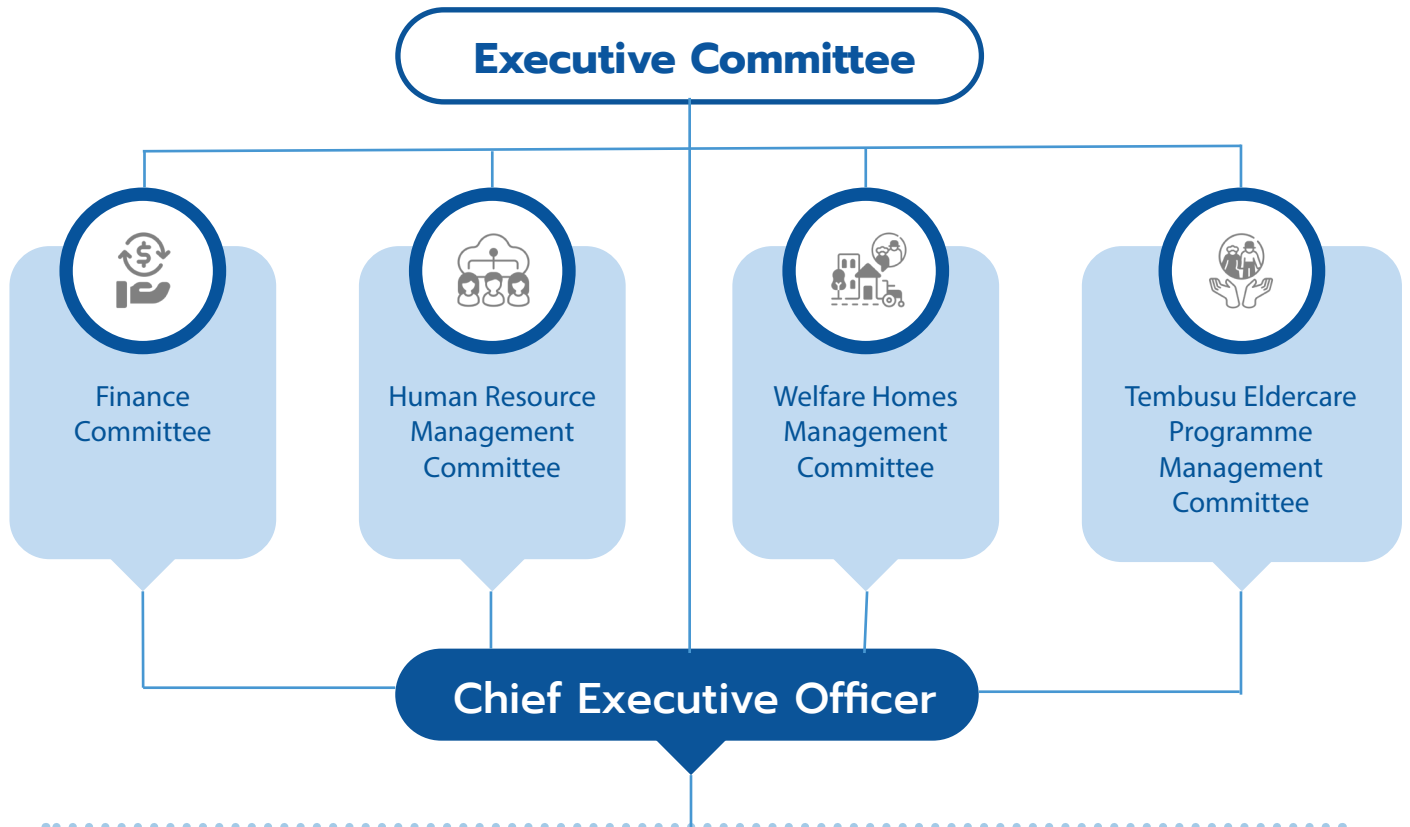 Executive Committee
Finance
Committee
Human Resource
Management
Committee
Welfare Homes
Management
Committee
Tembusu Eldercare
Programme
Management
Committee
Chief Executive Officer